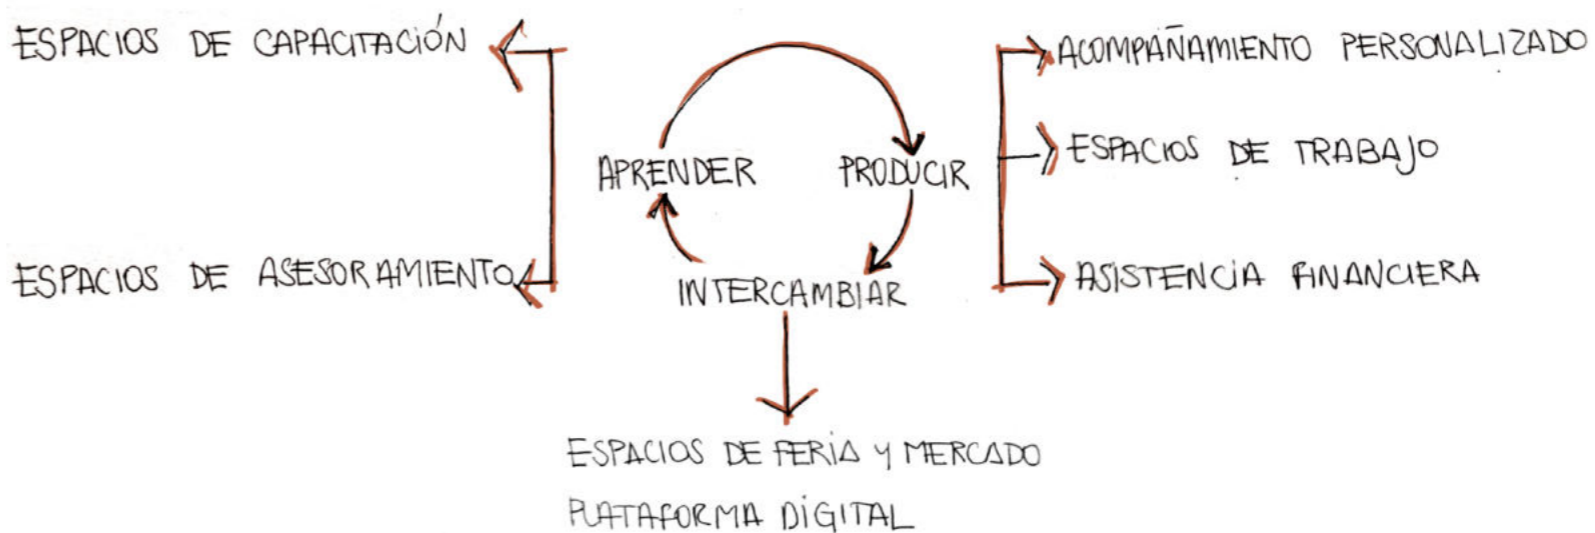 ESPACIOS DE CAPACITACIÓN
ACOMPAÑAMIENTO PERSONALIZADO
APRENDER
PRODUCIR
ESPACIOS DE TRABAJO
ESPACIOS DE ASESORAMIENTO
INTERCAMBIAR
ASISTENCIA FINANCIERA
ESPACIOS DE FERIA Y MERCADO
PLATAFORMA DIGITAL